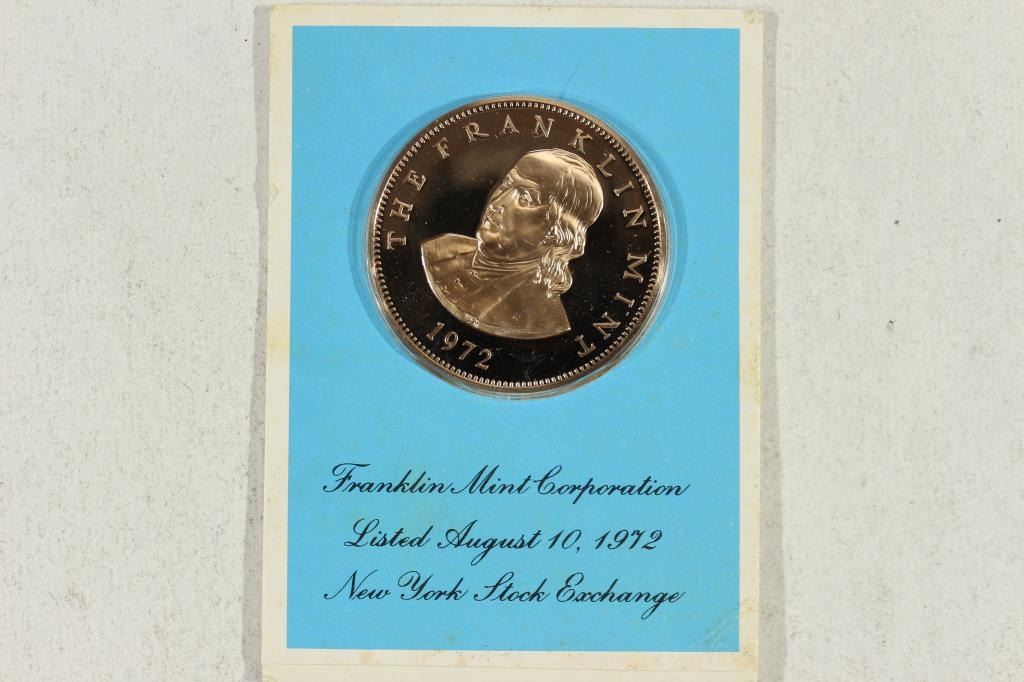 THE FRANKLIN MINT
1972
Franklin Mint Corporation
Listed August 10, 1972
New York Stock Exchange